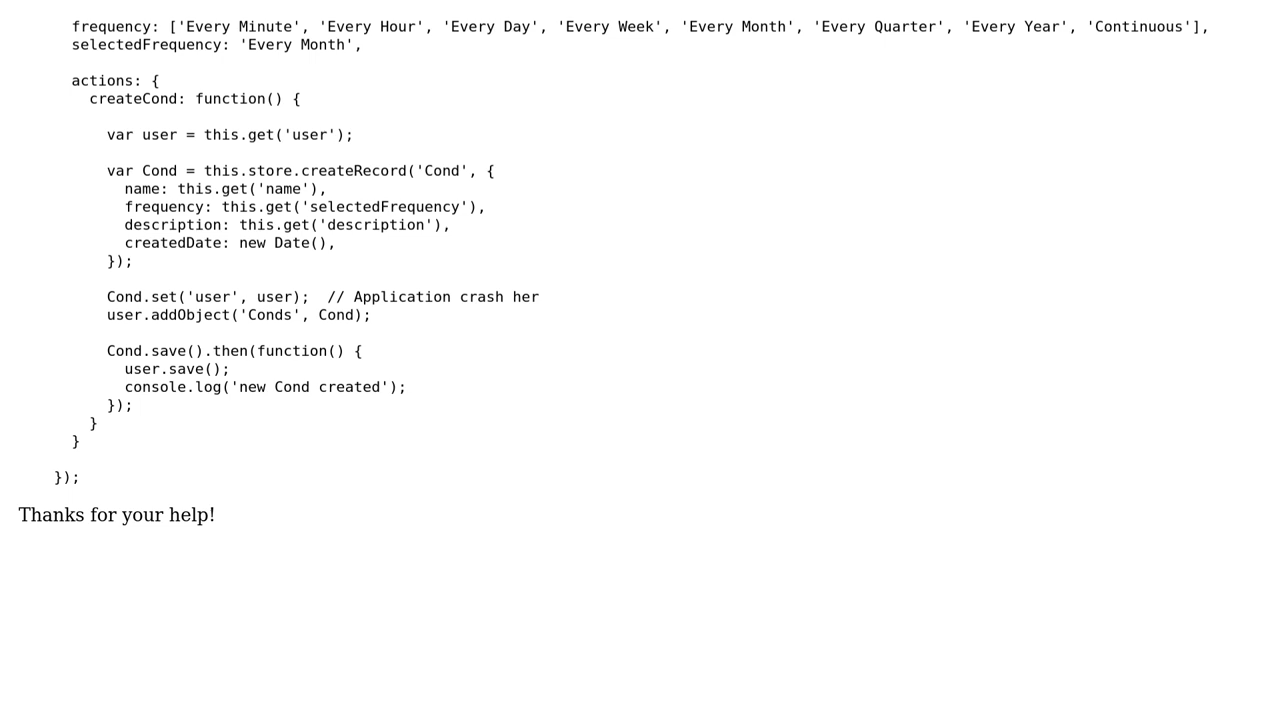 frequency: ['Every Minute', 'Every Hour', 'Every Day', 'Every Week', 'Every Month', 'Every Quarter', 'Every Year', 'Continuous'],
selectedFrequency: 'Every Month',
actions: {
createCond: function() {
var user = this.get('user');
var Cond = this.store.createRecord('Cond', {
name: this.get('name'),
frequency: this.get('selectedFrequency'),
description: this.get('description'),
createdDate: new Date(),
});
Cond.set('user', user);  // Application crash her
user.addObject('Conds', Cond);
Cond.save().then(function() {
user.save();
console.log('new Cond created');
});
}
}
});
Thanks for your help!